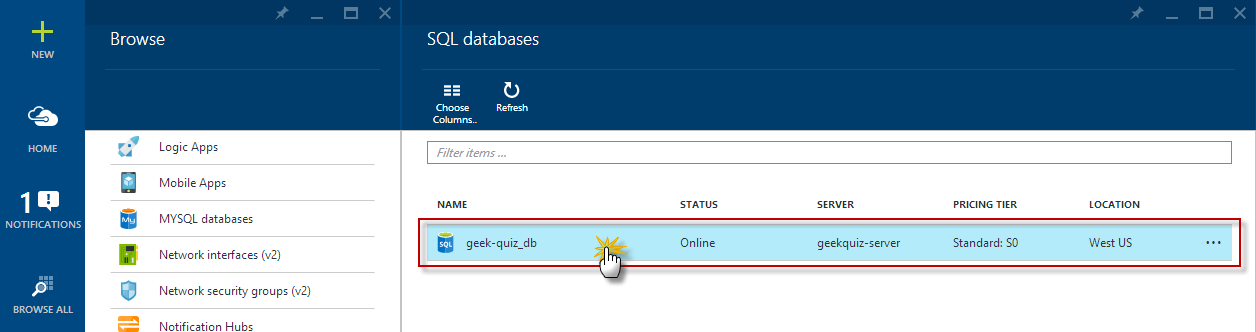 NEW
HOME
1
NOTIFICATIONS
BROWSE ALL
Browse
Logic Apps
Mobile Apps
My
MYSQL databases
Network interfaces (v2)
Network security groups (v2)
Notification Hubs
SQL databases
Choose
Columns..
Refresh
Filter items ...
NAME STATUS SERVER PRICING TIER LOCATION
SQL geek-quiz_db Online geekquiz-server Standard: S0 West US ...